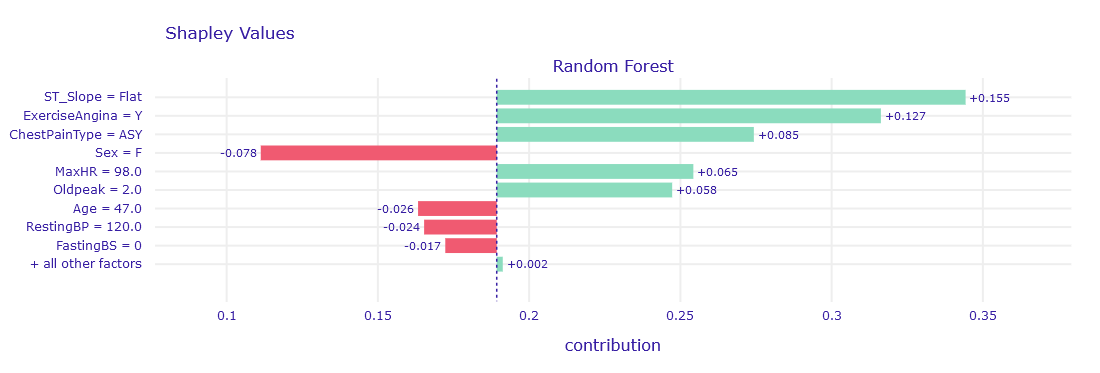 Shapley Values
Random Forest
ST_Slope = Flat +0.155
ExerciseAngina = Y +0.127
ChestPainType = ASY +0.085
Sex = F -0.078
MaxHR = 98.0 +0.065
Oldpeak = 2.0 +0.058
Age = 47.0 -0.026
RestingBP = 120.0 -0.024
FastingBS = 0 -0.017
+ all other factors +0.002
0.1 0.15 0.2 0.25 0.3 0.35
contribution